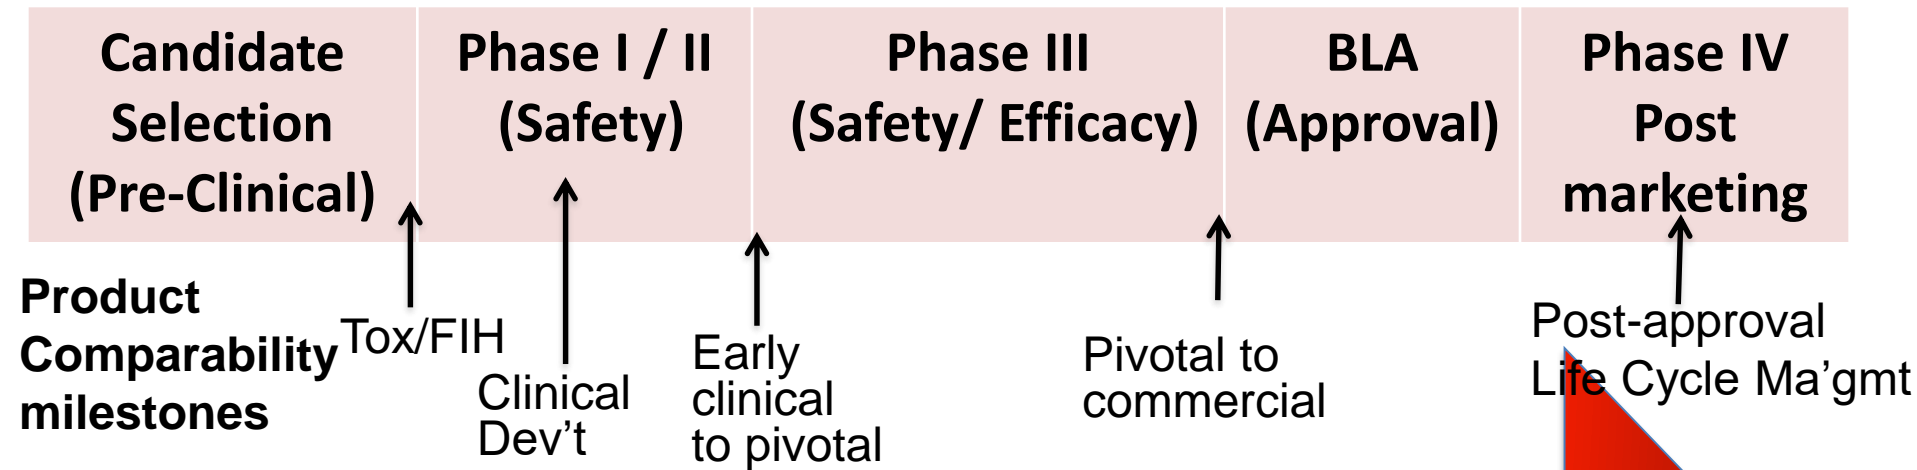 Candidate
Selection
(Pre-Clinical)
Phase I / II
(Safety)
Phase III
(Safety/ Efficacy)
BLA
(Approval)
Phase IV
Post
marketing
Product
Comparability
milestones
Tox/FIH
Clinical
Dev’t
Early
clinical
to pivotal
Pivotal to
commercial
Post-approval
Life Cycle Ma’gmt